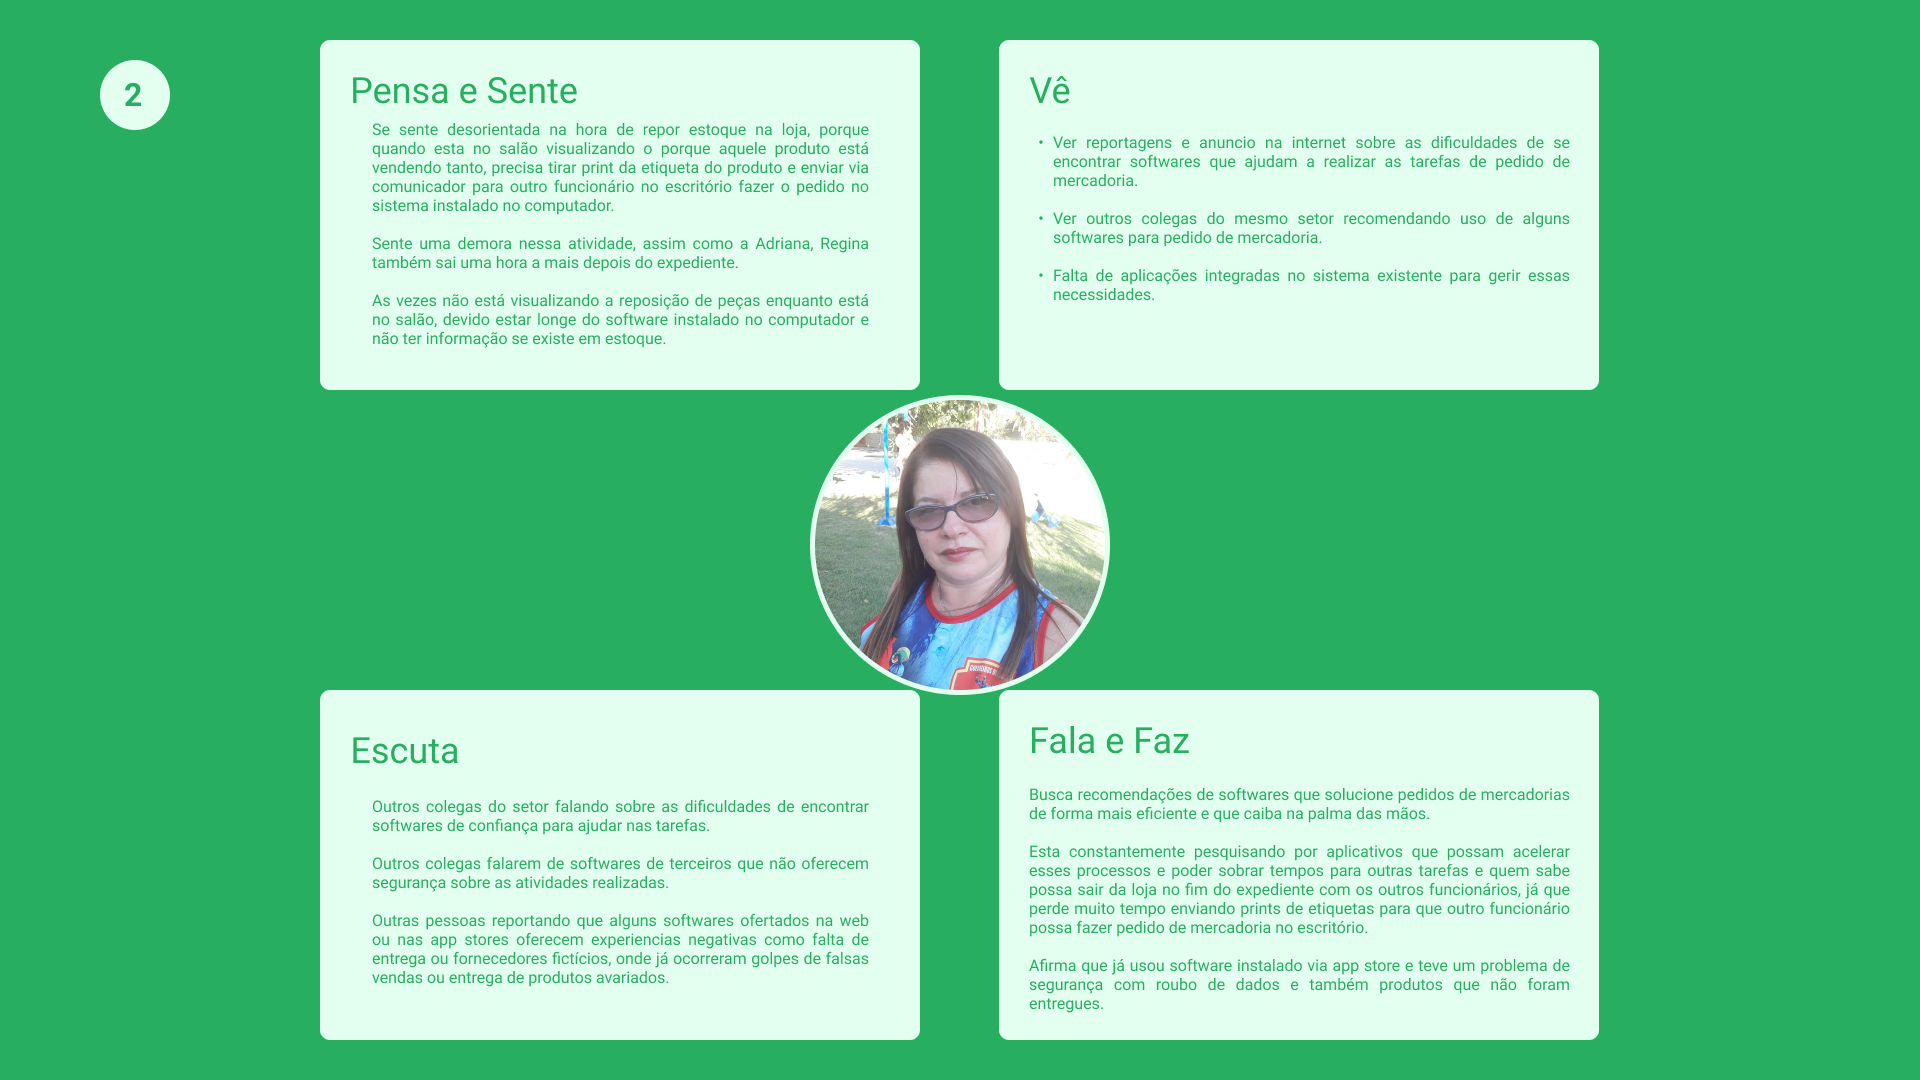 2
Pensa e Sente
Se sente desorientada na hora de repor estoque na loja, porque
quando esta no salão visualizando o porque aquele produto está
vendendo tanto, precisa tirar print da etiqueta do produto e enviar via
comunicador para outro funcionário no escritório fazer o pedido no
sistema instalado no computador.
Sente uma demora nessa atividade, assim como a Adriana, Regina
também sai uma hora a mais depois do expediente.
As vezes não está visualizando a reposição de peças enquanto está
no salão, devido estar longe do software instalado no computador e
não ter informação se existe em estoque.
Vê
• Ver reportagens e anuncio na internet sobre as dificuldades de se
encontrar softwares que ajudam a realizar as tarefas de pedido de
mercadoria.
• Ver outros colegas do mesmo setor recomendando uso de alguns
softwares para pedido de mercadoria.
• Falta de aplicações integradas no sistema existente para gerir essas
necessidades.
Escuta
Outros colegas do setor falando sobre as dificuldades de encontrar
softwares de confiança para ajudar nas tarefas.
Outros colegas falarem de softwares de terceiros que não oferecem
segurança sobre as atividades realizadas.
Outras pessoas reportando que alguns softwares ofertados na web
ou nas app stores oferecem experiencias negativas como falta de
entrega ou fornecedores fictícios, onde já ocorreram golpes de falsas
vendas ou entrega de produtos avariados.
Fala e Faz
Busca recomendações de softwares que solucione pedidos de mercadorias
de forma mais eficiente e que caiba na palma das mãos.
Esta constantemente pesquisando por aplicativos que possam acelerar
esses processos e poder sobrar tempos para outras tarefas e quem sabe
possa sair da loja no fim do expediente com os outros funcionários, já que
perde muito tempo enviando prints de etiquetas para que outro funcionário
possa fazer pedido de mercadoria no escritório.
Afirma que já usou software instalado via app store e teve um problema de
segurança com roubo de dados e também produtos que não foram
entregues.